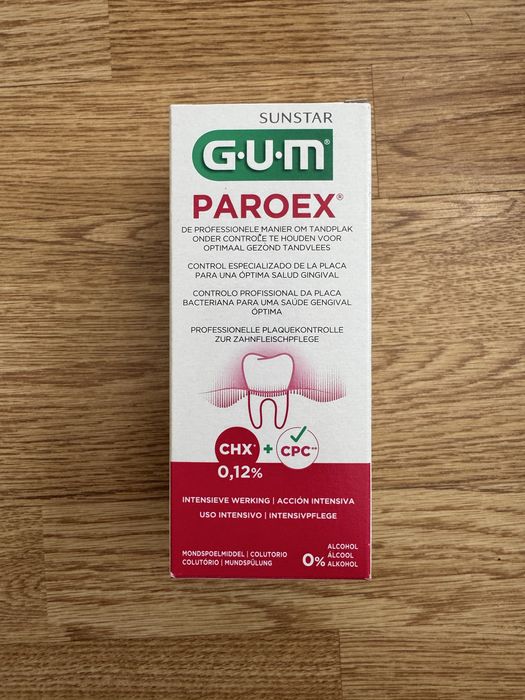 SUNSTAR
G·U·M®
PAROEX®
DE PROFESSIONELE MANIER OM TANDPLAK
ONDER CONTROLE TE HOUDEN VOOR
OPTIMAAL GEZOND TANDVLEES
CONTROL ESPECIALIZADO DE LA PLACA
PARA UNA ÓPTIMA SALUD GINGIVAL
CONTROLO PROFISSIONAL DA PLACA
BACTERIANA PARA UMA SAÚDE GENGIVAL
ÓPTIMA
PROFESSIONELLE PLAQUEKONTROLLE
ZUR ZAHNFLEISCHPFLEGE
CHX* + CPC**
0,12%
INTENSIEVE WERKING | ACCIÓN INTENSIVA
USO INTENSIVO | INTENSIVPFLEGE
MONDSPOELMIDDEL | COLUTORIO
COLUTÓRIO | MUNDSPÜLUNG
0% ALCOHOL
ÁLCOOL
ALKOHOL